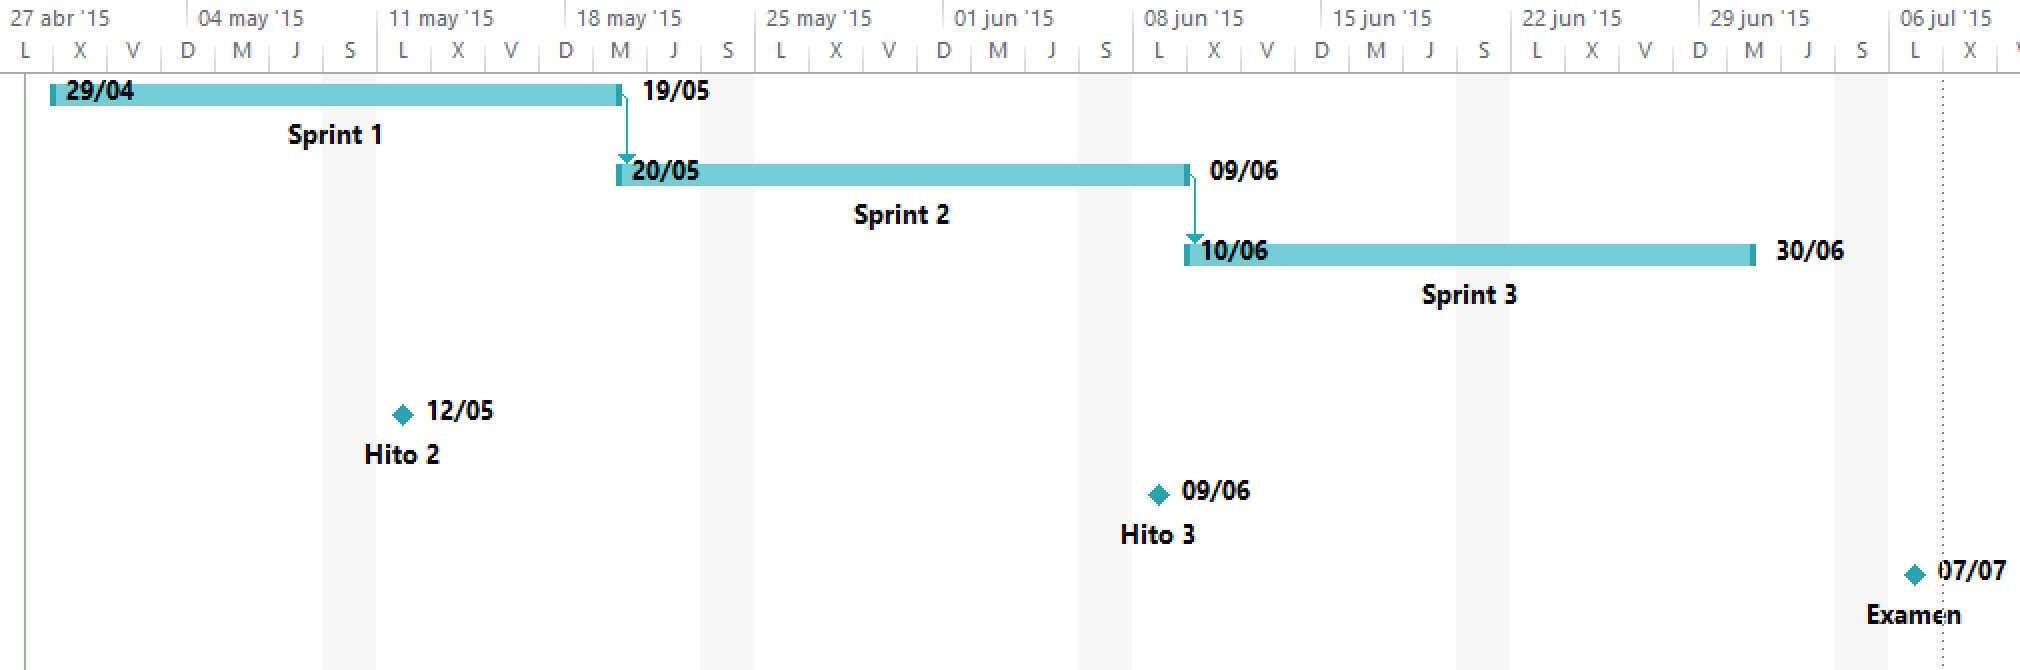 27 abr '15 04 may '15 11 may '15 18 may '15 25 may '15 01 jun '15 08 jun '15 15 jun '15 22 jun '15 29 jun '15 06 jul '15
L X V D M J S L X V D M J S L X V D M J S L X V D M J S L X V D M J S L X
29/04 19/05
Sprint 1
20/05 09/06
Sprint 2
10/06 30/06
Sprint 3
12/05
Hito 2
09/06
Hito 3
07/07
Examen